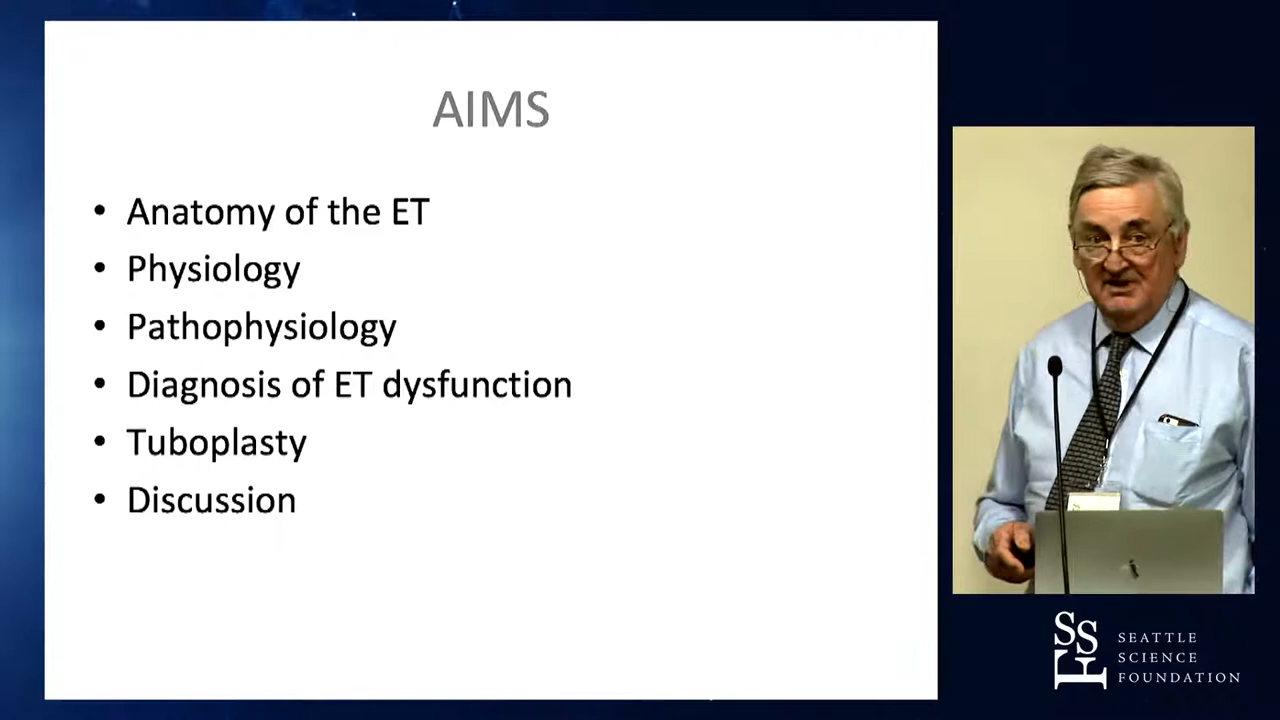 AIMS
• Anatomy of the ET
• Physiology
• Pathophysiology
• Diagnosis of ET dysfunction
• Tuboplasty
• Discussion
SSF
SEATTLE
SCIENCE
FOUNDATION